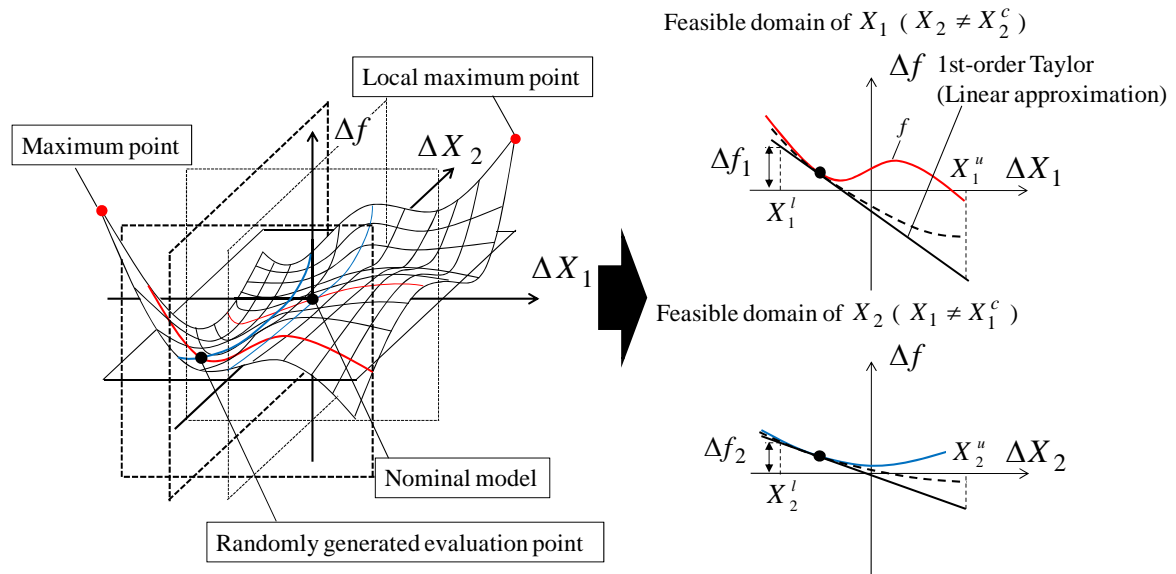 Local maximum point
Maximum point
Δf
ΔX₂
ΔX₁
Nominal model
Randomly generated evaluation point
Feasible domain of X₁ ( X₂ ≠ X₂ᶜ )
Δf
1st-order Taylor
(Linear approximation)
f
Δf₁
X₁ᵘ
ΔX₁
X₁ˡ
Feasible domain of X₂ ( X₁ ≠ X₁ᶜ )
Δf
Δf₂
X₂ᵘ
ΔX₂
X₂ˡ